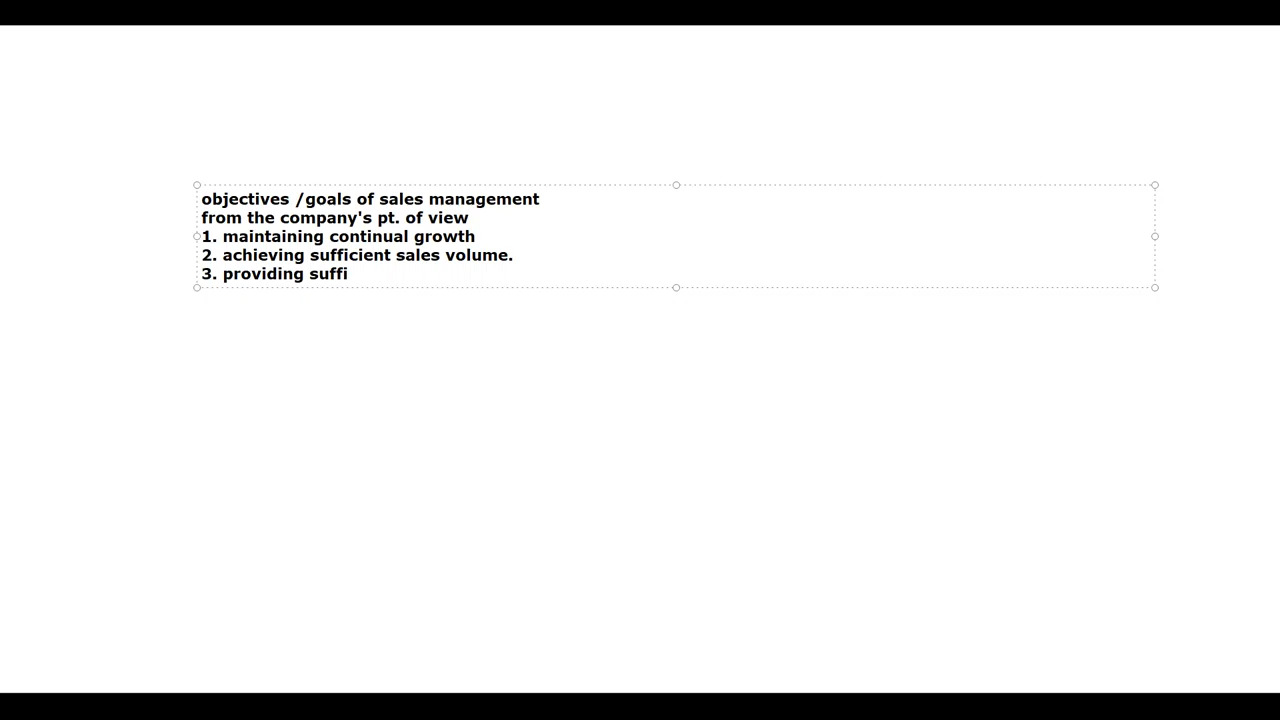 objectives /goals of sales management
from the company's pt. of view
1. maintaining continual growth
2. achieving sufficient sales volume.
3. providing suffi